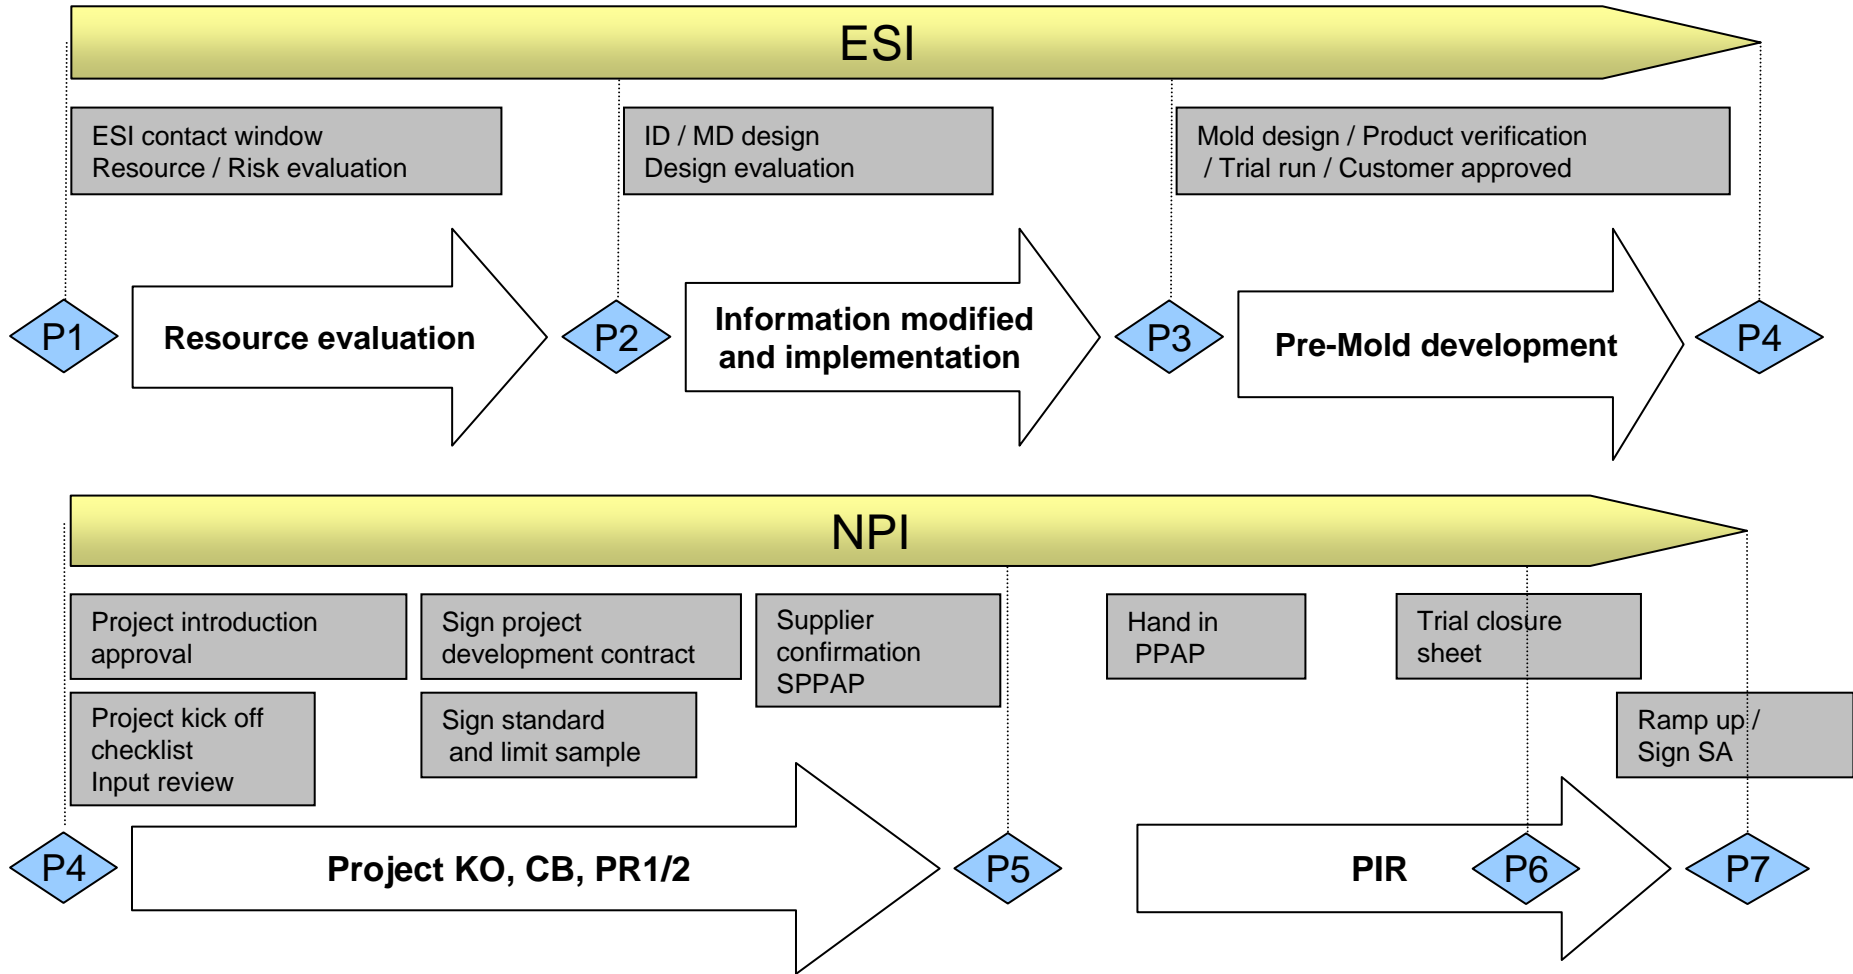 ESI
ESI contact window
Resource / Risk evaluation
ID / MD design
Design evaluation
Mold design / Product verification
/ Trial run / Customer approved
P1
Resource evaluation
P2
Information modified
and implementation
P3
Pre-Mold development
P4
NPI
Project introduction
approval
Sign project
development contract
Supplier
confirmation
SPPAP
Hand in
PPAP
Trial closure
sheet
Project kick off
checklist
Input review
Sign standard
and limit sample
Ramp up /
Sign SA
P4
Project KO, CB, PR1/2
P5
PIR
P6
P7